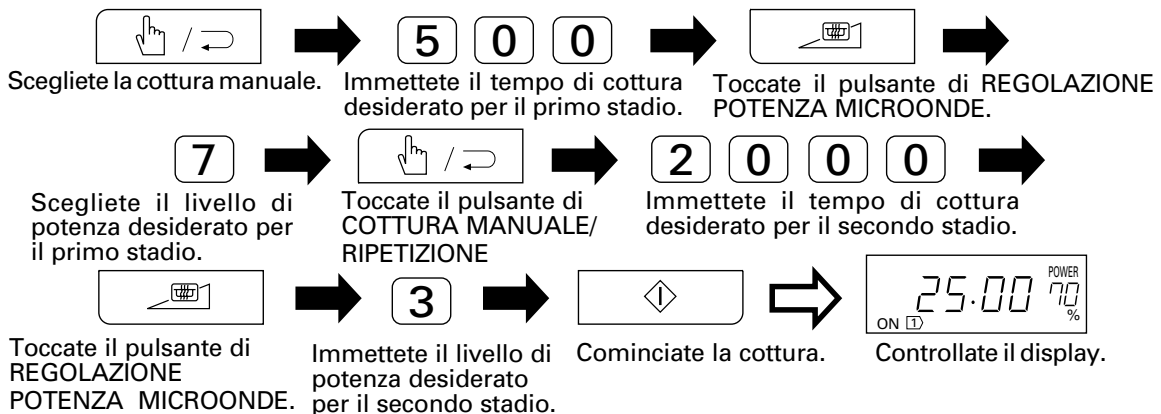 5 0 0
Scegliete la cottura manuale.
Immettete il tempo di cottura
desiderato per il primo stadio.
Toccate il pulsante di REGOLAZIONE
POTENZA MICROONDE.
7
Scegliete il livello di
potenza desiderato per
il primo stadio.
Toccate il pulsante di
COTTURA MANUALE/
RIPETIZIONE
2 0 0 0
Immettete il tempo di cottura
desiderato per il secondo stadio.
Toccate il pulsante di
REGOLAZIONE
POTENZA MICROONDE.
3
Immettete il livello di
potenza desiderato
per il secondo stadio.
Cominciate la cottura.
25.00 POWER
70
%
ON 1
Controllate il display.